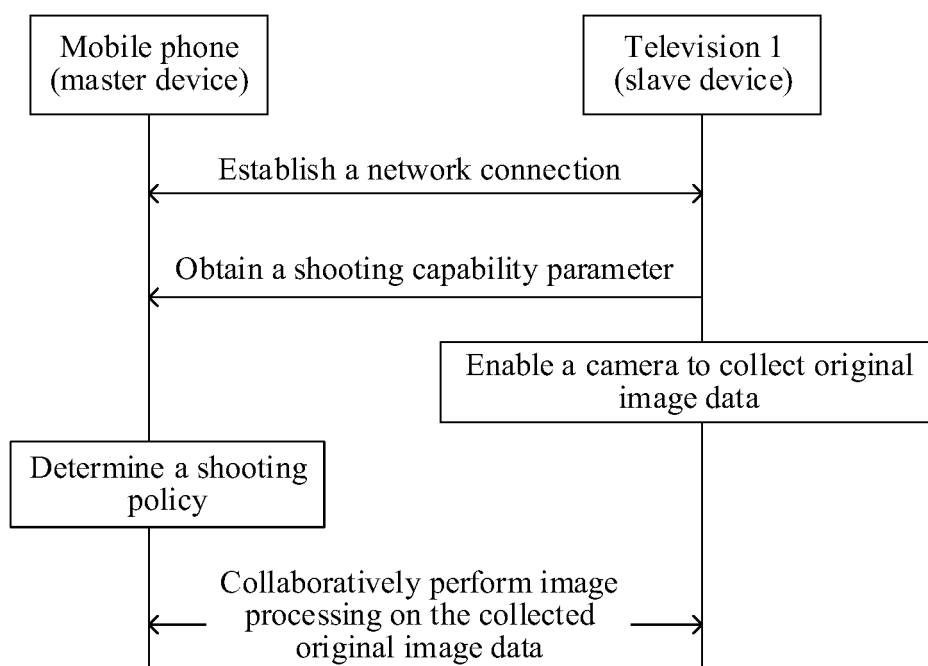 Mobile phone
(master device)
Television 1
(slave device)
Establish a network connection
Obtain a shooting capability parameter
Enable a camera to collect original
image data
Determine a shooting
policy
Collaboratively perform image
processing on the collected
original image data